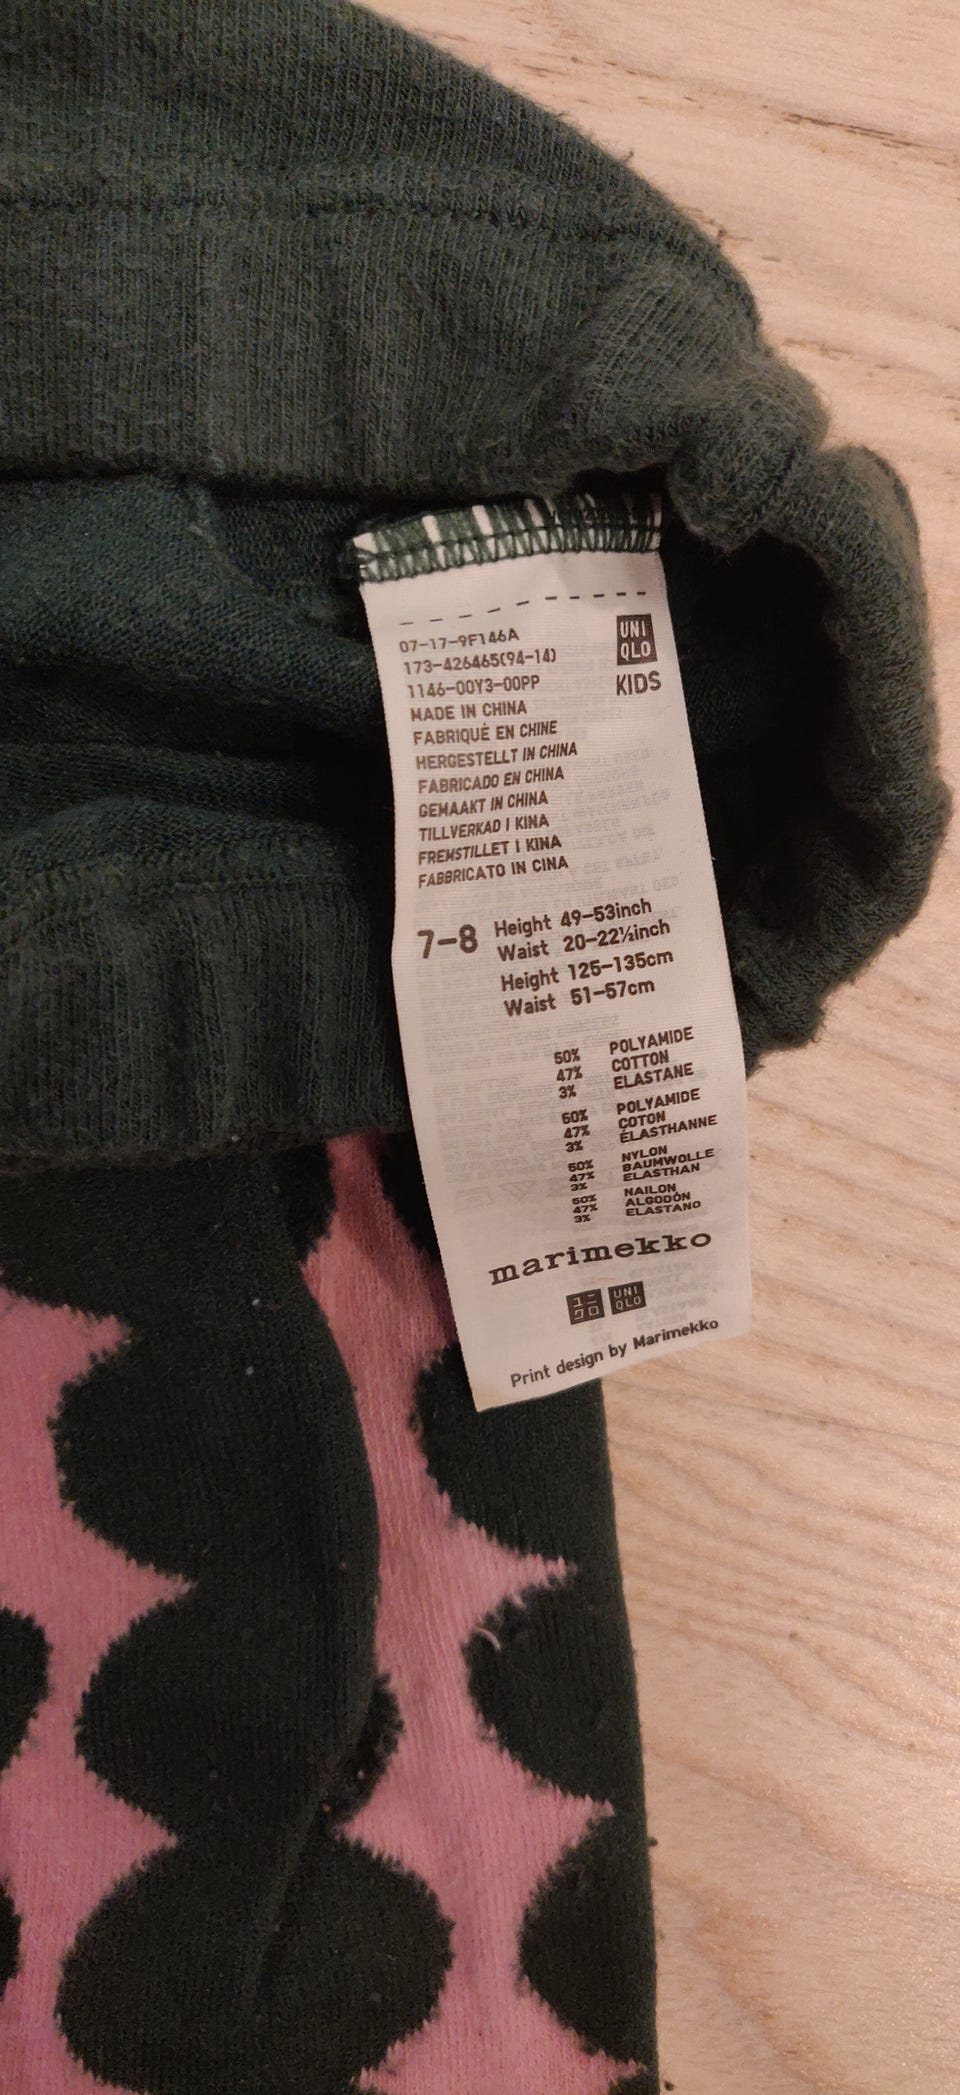 07-17-9F146A
173-426465(94-14)
1146-00Y3-00PP
UNI
QLO
KIDS
MADE IN CHINA
FABRIQUÉ EN CHINE
HERGESTELLT IN CHINA
FABRICADO EN CHINA
GEMAAKT IN CHINA
TILLVERKAD I KINA
FREMSTILLET I KINA
FABBRICATO IN CINA
7-8
Height 49-53inch
Waist 20-22½inch
Height 125-135cm
Waist 51-57cm
50% POLYAMIDE
47% COTTON
3% ELASTANE
50% POLYAMIDE
47% COTON
3% ÉLASTHANNE
50% NYLON
47% BAUMWOLLE
3% ELASTHAN
50% NAILON
47% ALGODÓN
3% ELASTANO
marimekko
ユニ
クロ
UNI
QLO
Print design by Marimekko